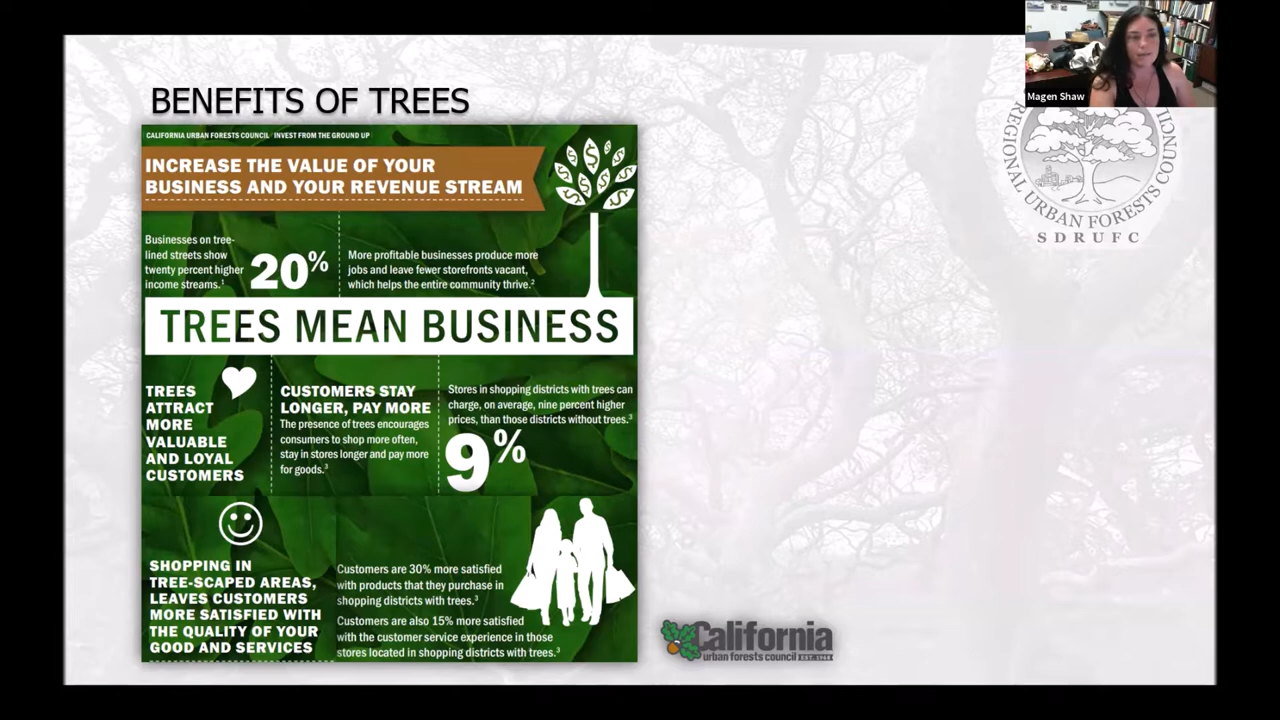 BENEFITS OF TREES
CALIFORNIA URBAN FORESTS COUNCIL INVEST FROM THE GROUND UP
INCREASE THE VALUE OF YOUR
BUSINESS AND YOUR REVENUE STREAM
Businesses on tree-
lined streets show
twenty percent higher
income streams.¹
20%
More profitable businesses produce more
jobs and leave fewer storefronts vacant,
which helps the entire community thrive.²
TREES MEAN BUSINESS
TREES
ATTRACT
MORE
VALUABLE
AND LOYAL
CUSTOMERS
CUSTOMERS STAY
LONGER, PAY MORE
The presence of trees encourages
consumers to shop more often,
stay in stores longer and pay more
for goods.³
Stores in shopping districts with trees can
charge, on average, nine percent higher
prices, than those districts without trees.³
9%
SHOPPING IN
TREE-SCAPED AREAS,
LEAVES CUSTOMERS
MORE SATISFIED WITH
THE QUALITY OF YOUR
GOOD AND SERVICES
Customers are 30% more satisfied
with products that they purchase in
shopping districts with trees.³
Customers are also 15% more satisfied
with the customer service experience in those
stores located in shopping districts with trees.³
Magen Shaw
REGIONAL URBAN FORESTS COUNCIL
SDRUFC
California
urban forests council EST. 1968